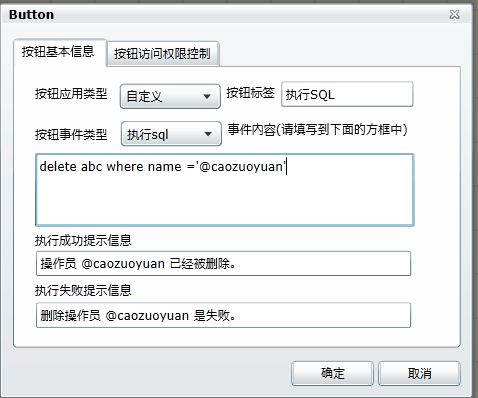 Button
按钮基本信息 按钮访问权限控制
按钮应用类型 自定义 按钮标签 执行SQL
按钮事件类型 执行sql 事件内容(请填写到下面的方框中)
delete abc where name ='@caozuoyuan'
执行成功提示信息
操作员 @caozuoyuan 已经被删除。
执行失败提示信息
删除操作员 @caozuoyuan 是失败。
确定 取消